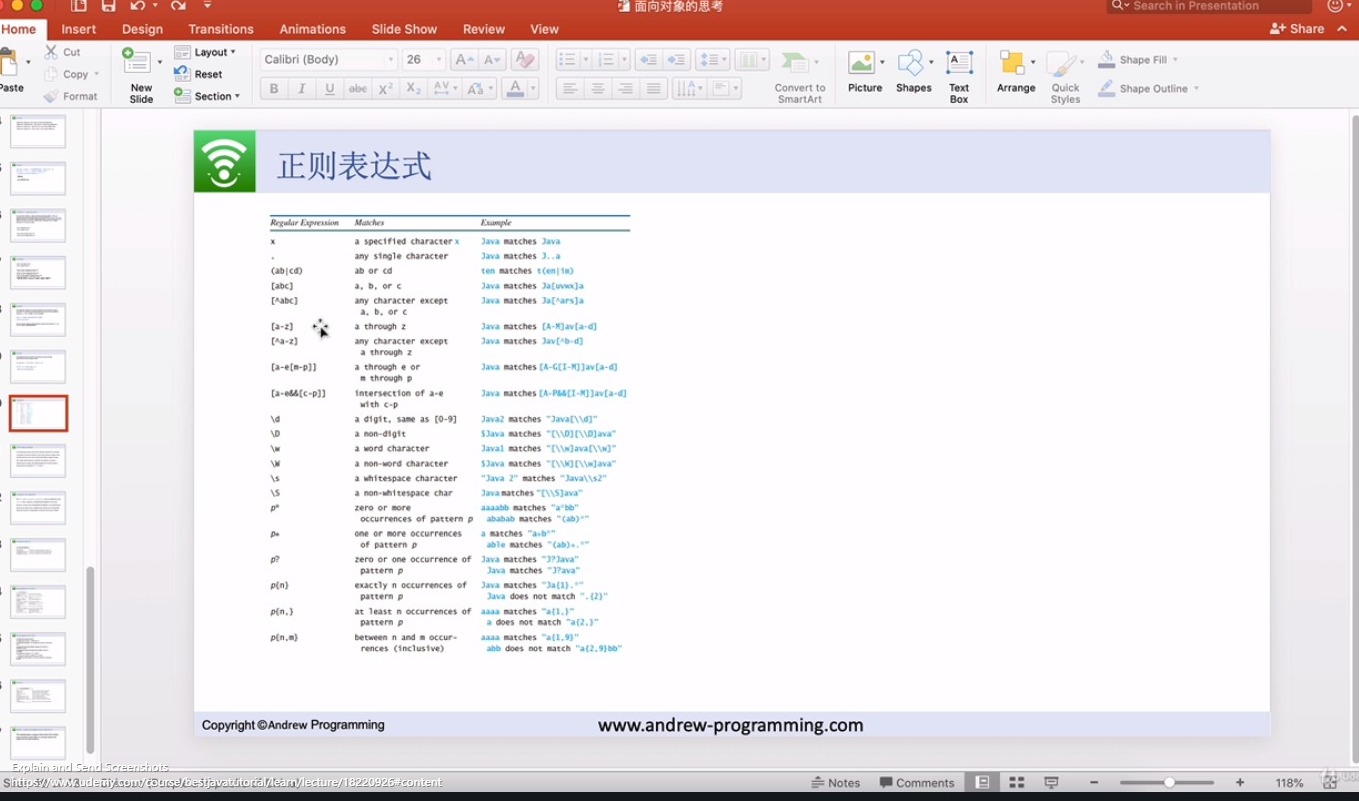 面向对象的思考
Search in Presentation
Home Insert Design Transitions Animations Slide Show Review View
Share
Paste
Cut
Copy
Format
New Slide
Layout
Reset
Section
Calibri (Body) 26
Convert to SmartArt
Picture
Shapes
Text Box
Arrange
Quick Styles
Shape Fill
Shape Outline
正则表达式
Regular Expression Matches Example
x a specified character x Java matches Java
. any single character Java matches J..a
(ab|cd) ab or cd ten matches t(en|im)
[abc] a, b, or c Java matches Ja[uvwx]a
[^abc] any character except Java matches Ja[^ars]a
a, b, or c
[a-z] a through z Java matches [A-M]av[a-d]
[^a-z] any character except Java matches Jav[^b-d]
a through z
[a-e[m-p]] a through e or Java matches [A-G[I-M]]av[a-d]
m through p
[a-e&&[c-p]] intersection of a-e Java matches [A-P&&[I-M]]av[a-d]
with c-p
\d a digit, same as [0-9] Java2 matches "Java[\\d]"
\D a non-digit $Java matches "[\\D][\\D]ava"
\w a word character Java1 matches "[\\w]ava[\\w]"
\W a non-word character $Java matches "[\\W][\\w]ava"
\s a whitespace character "Java 2" matches "Java\\s2"
\S a non-whitespace char Java matches "[\\S]ava"
p* zero or more aaaabb matches "a*bb"
occurrences of pattern p ababab matches "(ab)*"
p+ one or more occurrences a matches "a+b*"
of pattern p able matches "(ab)+.*"
p? zero or one occurrence of Java matches "J?Java"
pattern p Java matches "J?ava"
p{n} exactly n occurrences of Java matches "Ja{1}.*"
pattern p Java does not match ".{2}"
p{n,} at least n occurrences of aaaa matches "a{1,}"
pattern p a does not match "a{2,}"
p{n,m} between n and m occur- aaaa matches "a{1,9}"
rences (inclusive) abb does not match "a{2,9}bb"
Copyright ©Andrew Programming
www.andrew-programming.com
Explain and Send Screenshots
https://www.udemy.com/course/bestjavatutorial/learn/lecture/18220926#content
Notes
Comments
118%